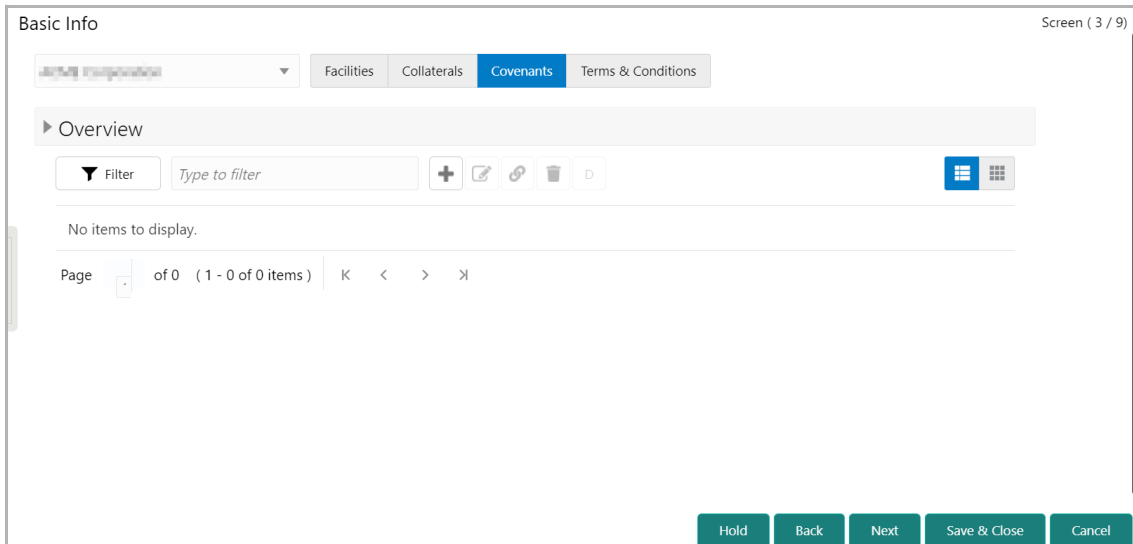 Basic Info
Screen ( 3 / 9)
Facilities Collaterals Covenants Terms & Conditions
Overview
Filter Type to filter D
No items to display.
Page of 0 ( 1 - 0 of 0 items )
Hold Back Next Save & Close Cancel